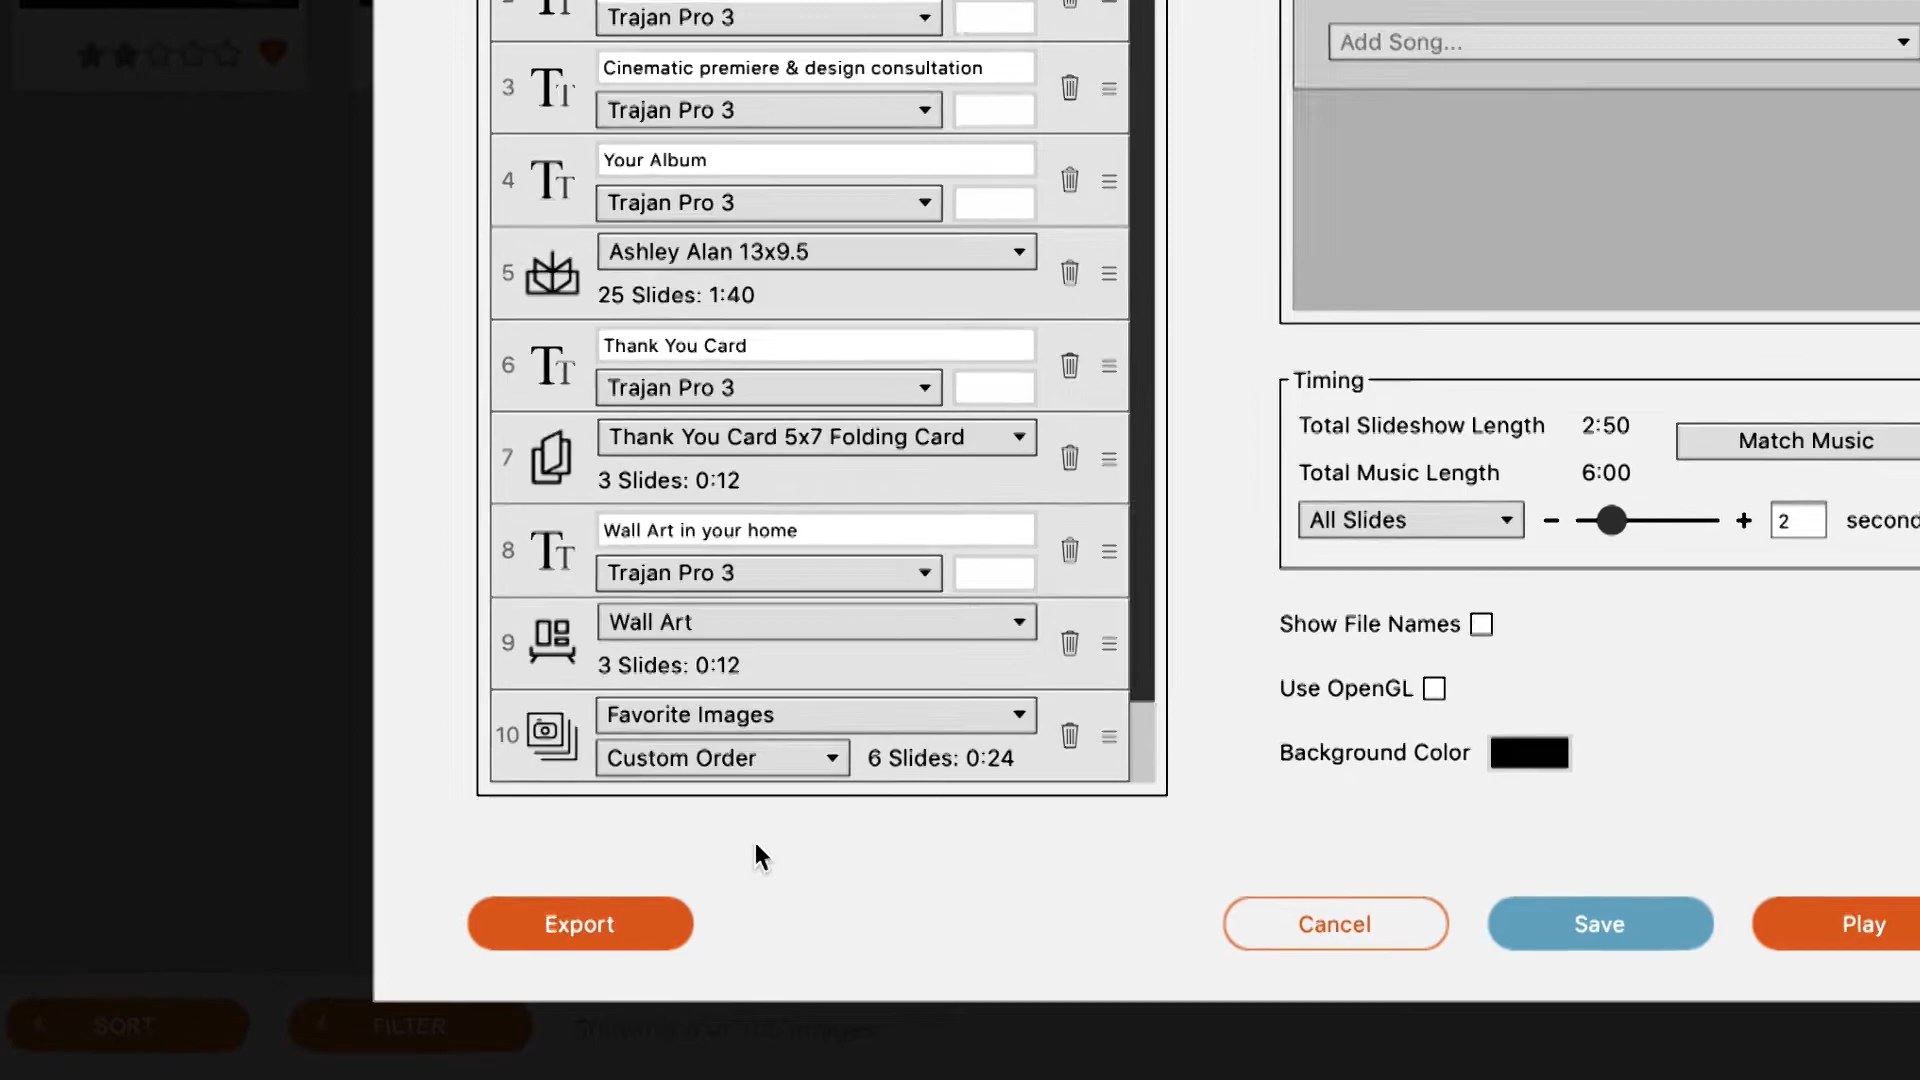 Trajan Pro 3
Add Song...
3
Cinematic premiere & design consultation
Trajan Pro 3
4
Your Album
Trajan Pro 3
5
Ashley Alan 13x9.5
25 Slides: 1:40
6
Thank You Card
Trajan Pro 3
7
Thank You Card 5x7 Folding Card
3 Slides: 0:12
8
Wall Art in your home
Trajan Pro 3
9
Wall Art
3 Slides: 0:12
10
Favorite Images
Custom Order
6 Slides: 0:24
Timing
Total Slideshow Length 2:50
Match Music
Total Music Length 6:00
All Slides
2
second
Show File Names
Use OpenGL
Background Color
Export
Cancel
Save
Play
SORT
FILTER